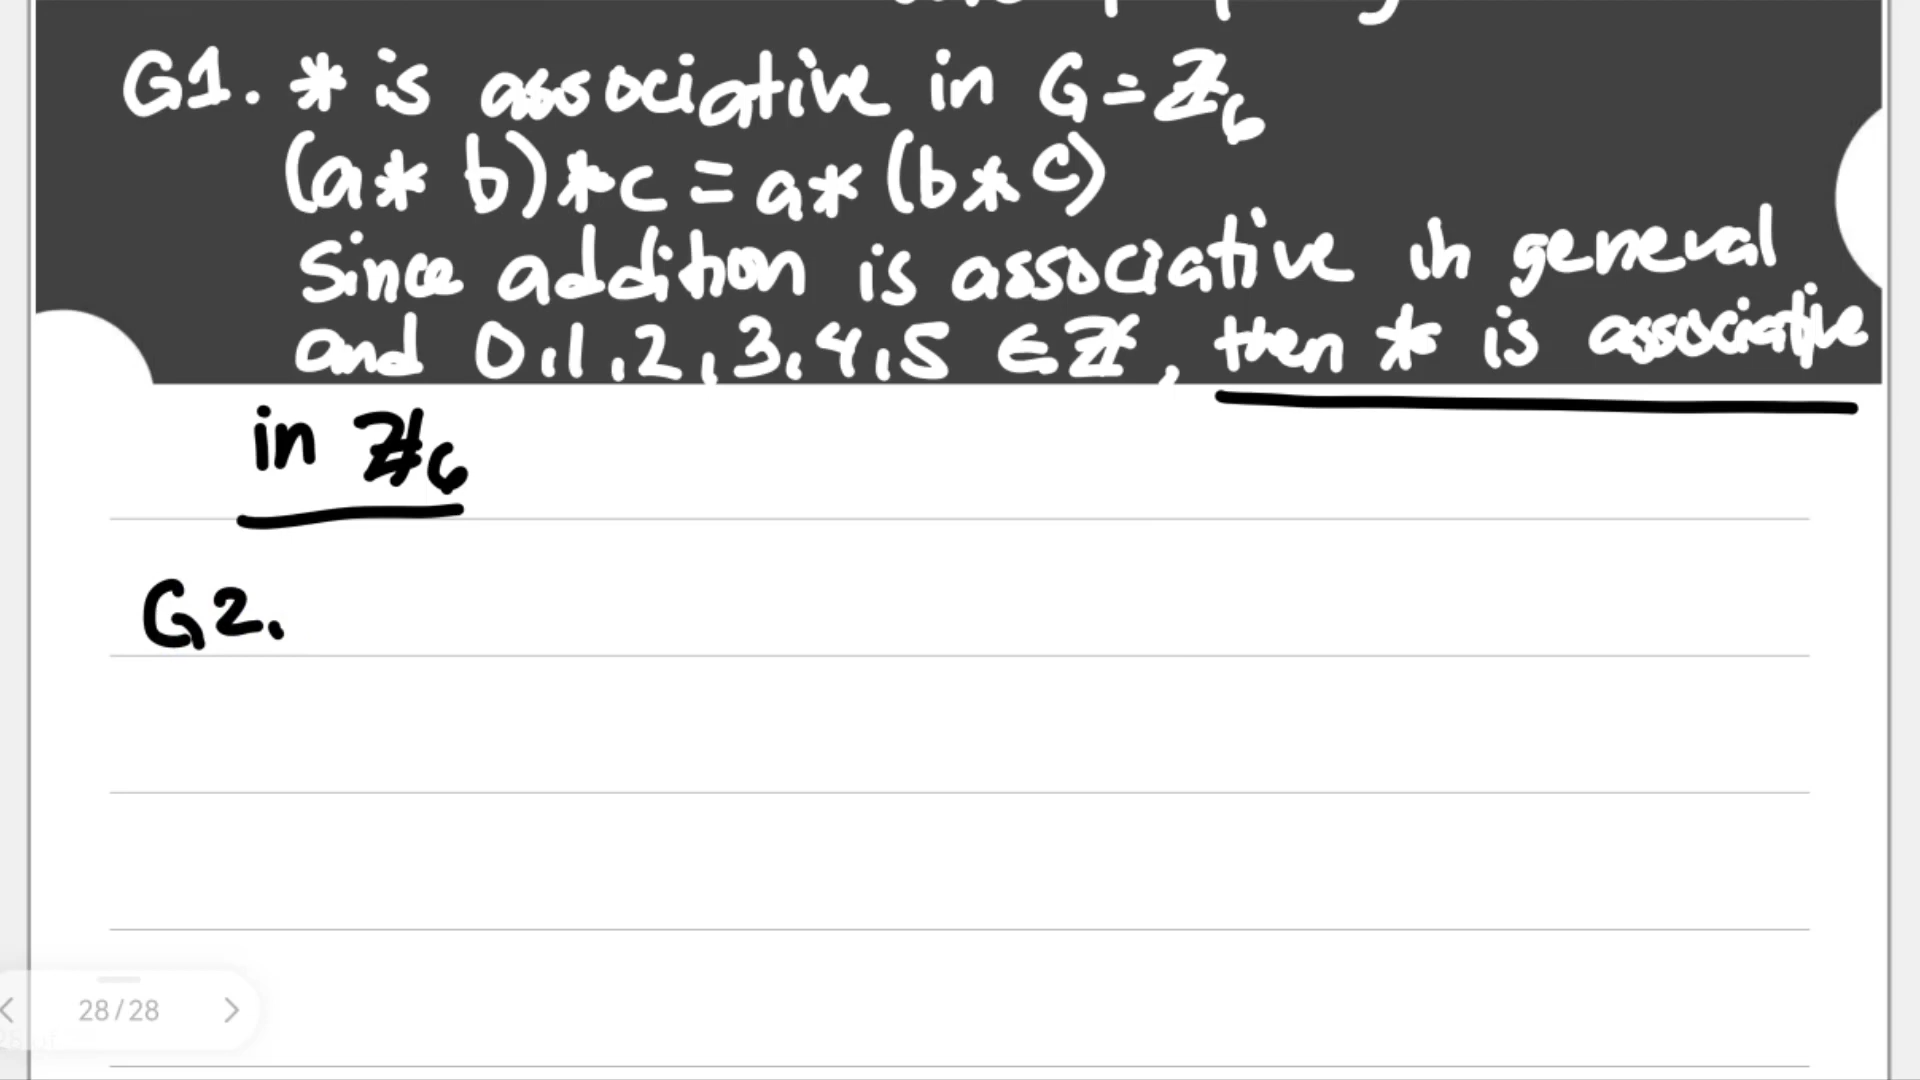 G1. * is associative in G = ℤ₆
(a * b) * c = a * (b * c)
Since addition is associative in general
and 0,1,2,3,4,5 ∈ ℤ, then * is associative
in ℤ₆
G2.
28/28